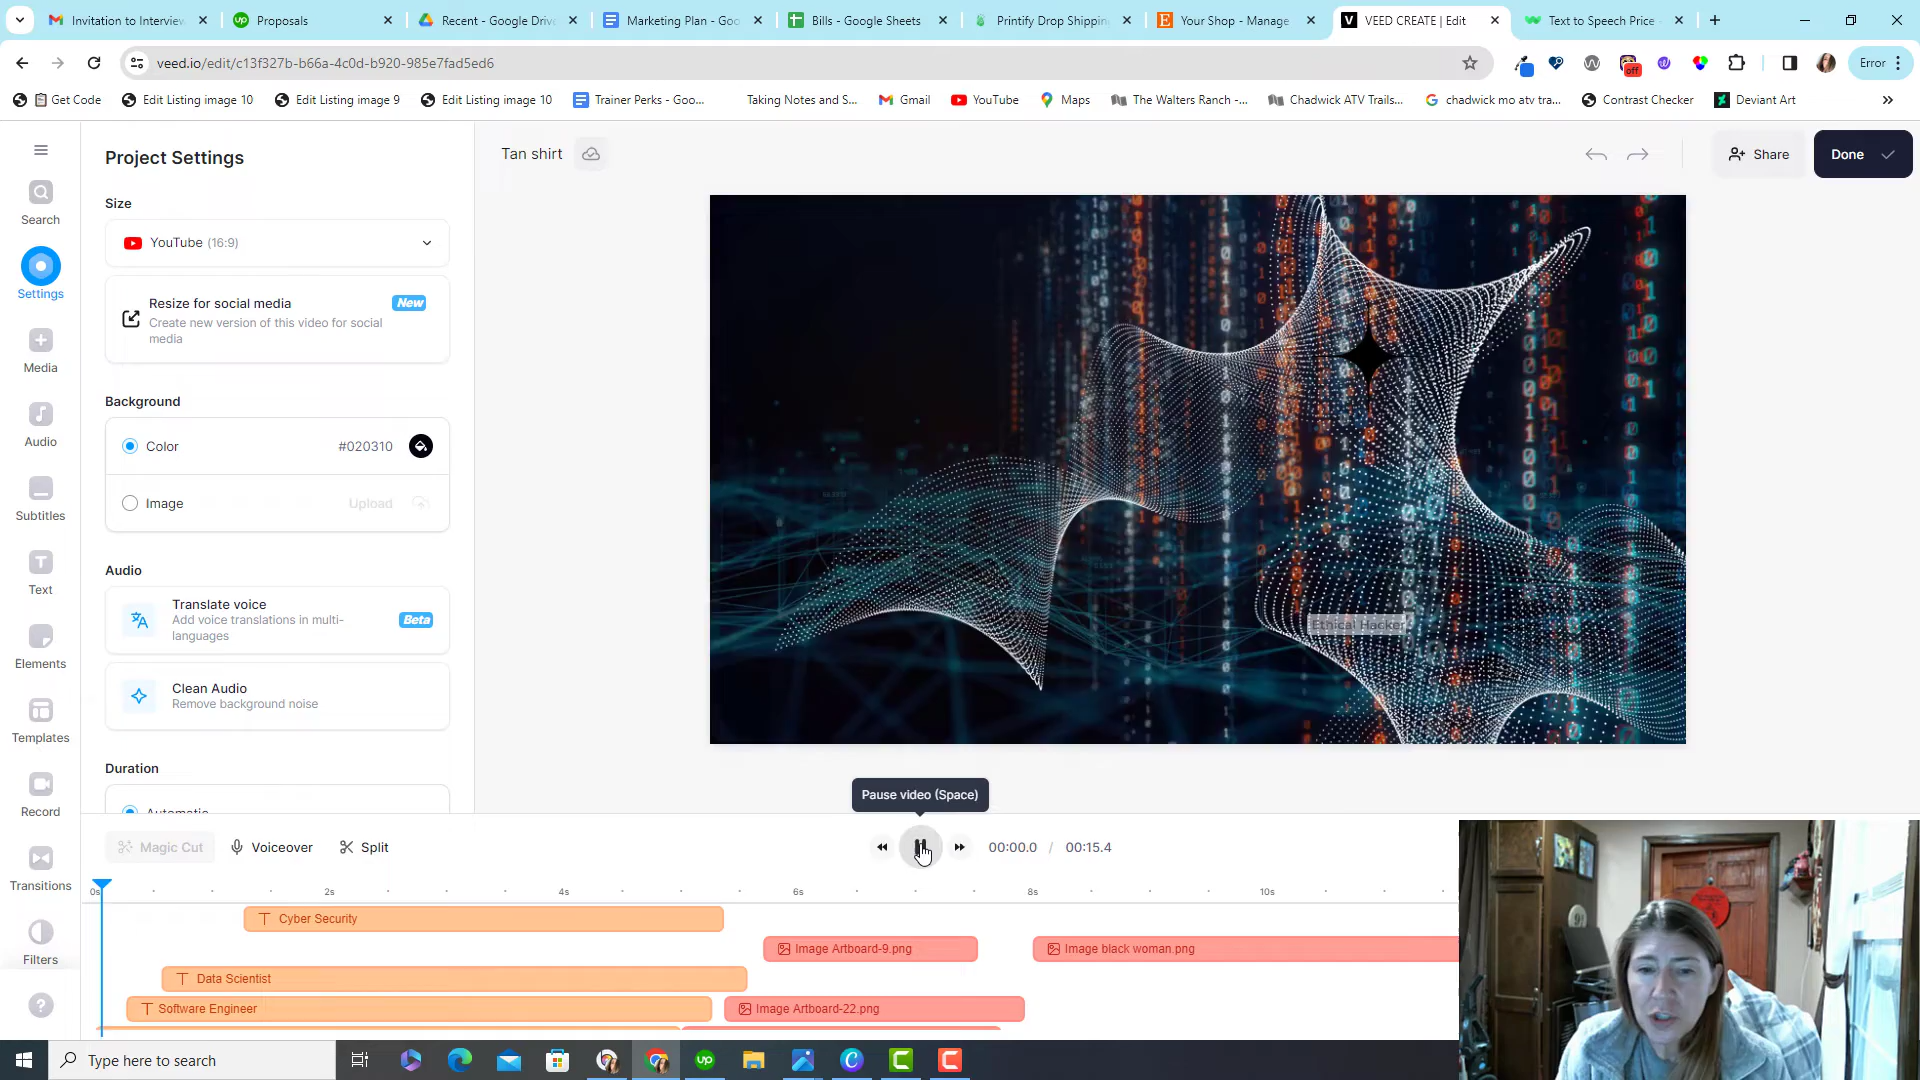 Invitation to Interview
Proposals
Recent - Google Driv
Marketing Plan - Goo
Bills - Google Sheets
Printify Drop Shippin
Your Shop - Manage
VEED CREATE | Edit
Text to Speech Price
veed.io/edit/c13f327b-b66a-4c0d-b920-985e7fad5ed6
off
Error
Get Code
Edit Listing image 10
Edit Listing image 9
Edit Listing image 10
Trainer Perks - Goo...
Taking Notes and S...
Gmail
YouTube
Maps
The Walters Ranch -...
Chadwick ATV Trails...
chadwick mo atv tra...
Contrast Checker
Deviant Art
Project Settings
Tan shirt
Share
Done
Search
Settings
Media
Audio
Subtitles
Text
Elements
Templates
Record
Transitions
Filters
Size
YouTube (16:9)
Resize for social media
New
Create new version of this video for social
media
Background
Color
#020310
Image
Upload
Audio
Translate voice
Beta
Add voice translations in multi-
languages
Clean Audio
Remove background noise
Duration
Automatic
Ethical Hacker
Pause video (Space)
Magic Cut
Voiceover
Split
00:00.0 / 00:15.4
0s
2s
4s
6s
8s
10s
Cyber Security
Image Artboard-9.png
Image black woman.png
Data Scientist
Software Engineer
Image Artboard-22.png
Type here to search
up